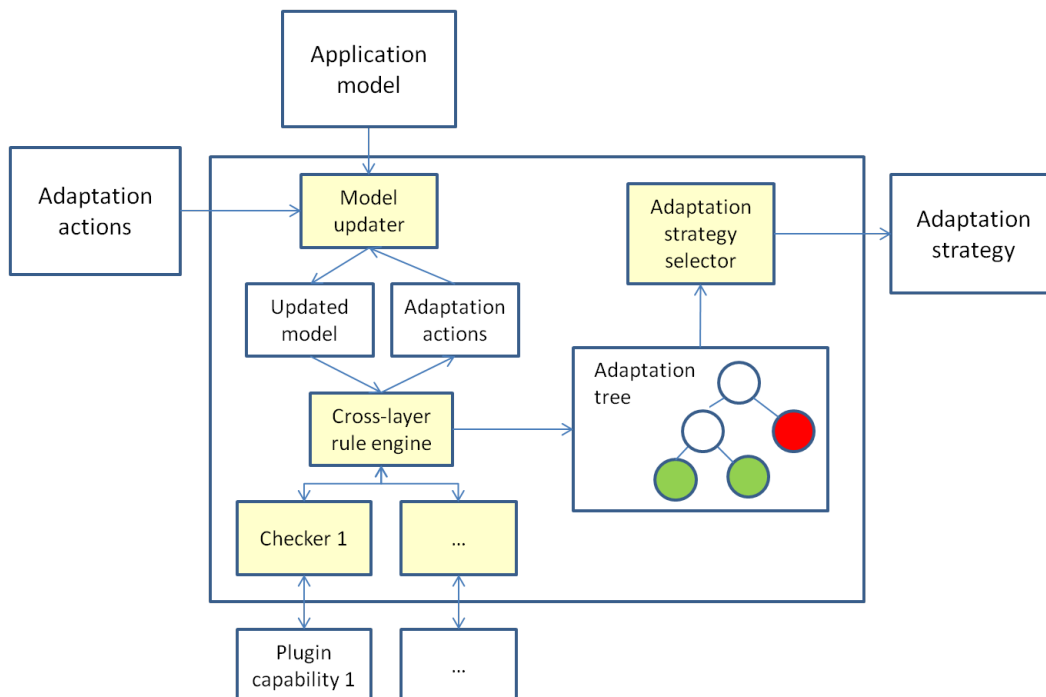 Application
model
Adaptation
actions
Model
updater
Adaptation
strategy
selector
Adaptation
strategy
Updated
model
Adaptation
actions
Adaptation
tree
Cross-layer
rule engine
Checker 1
...
Plugin
capability 1
...